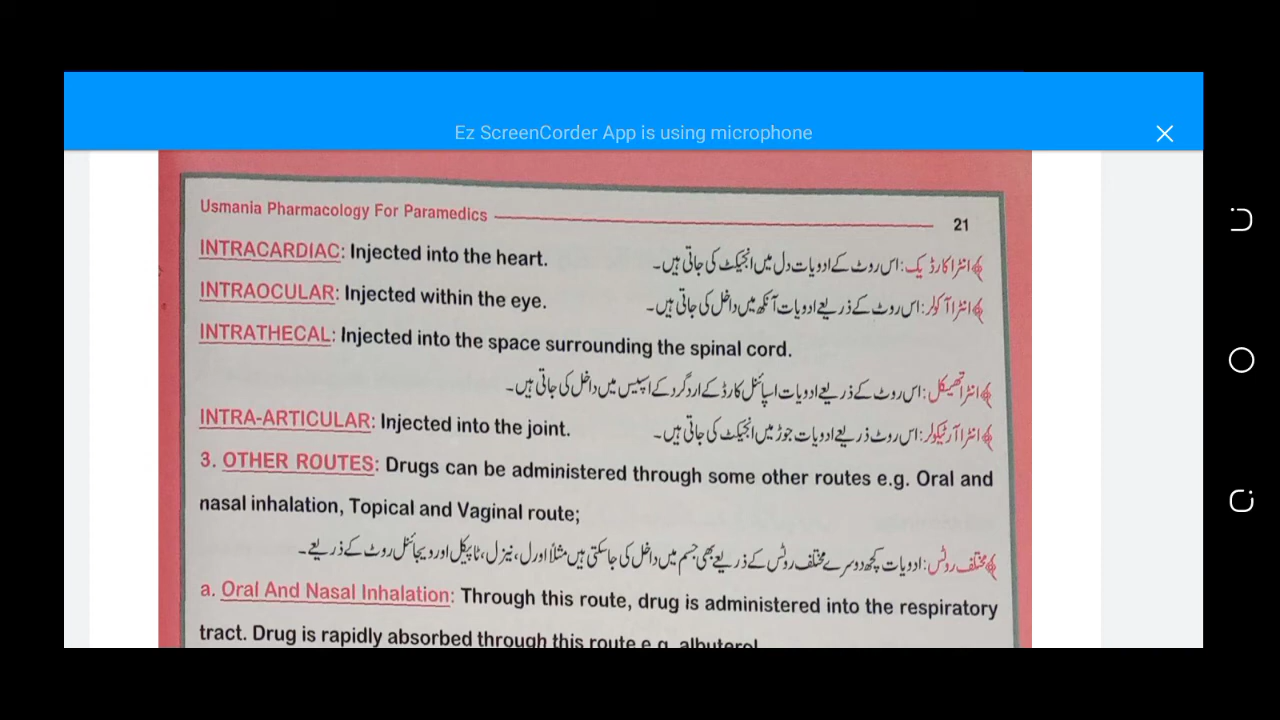 Ez ScreenCorder App is using microphone
Usmania Pharmacology For Paramedics 21
INTRACARDIAC: Injected into the heart.
﴿انٹرا کارڈیک: اس روٹ کے ادویات دل میں انجیکٹ کی جاتی ہیں۔
INTRAOCULAR: Injected within the eye.
﴿انٹرا آکولر: اس روٹ کے ذریعے ادویات آنکھ میں داخل کی جاتی ہیں۔
INTRATHECAL: Injected into the space surrounding the spinal cord.
﴿انٹراتھیکل: اس روٹ کے ذریعے ادویات اسپائنل کارڈ کے اردگرد کے اسپیس میں داخل کی جاتی ہیں۔
INTRA-ARTICULAR: Injected into the joint.
﴿انٹرا آرٹیکولر: اس روٹ ذریعے ادویات جوڑ میں انجیکٹ کی جاتی ہیں۔
3. OTHER ROUTES: Drugs can be administered through some other routes e.g. Oral and
nasal inhalation, Topical and Vaginal route;
﴿مختلف روٹس: ادویات کچھ دوسرے مختلف روٹس کے ذریعے بھی جسم میں داخل کی جاسکتی ہیں مثلاً اورل، نیزل، ٹاپیکل اور ویجائنل روٹ کے ذریعے۔
a. Oral And Nasal Inhalation: Through this route, drug is administered into the respiratory
tract. Drug is rapidly absorbed through this route e.g. albuterol